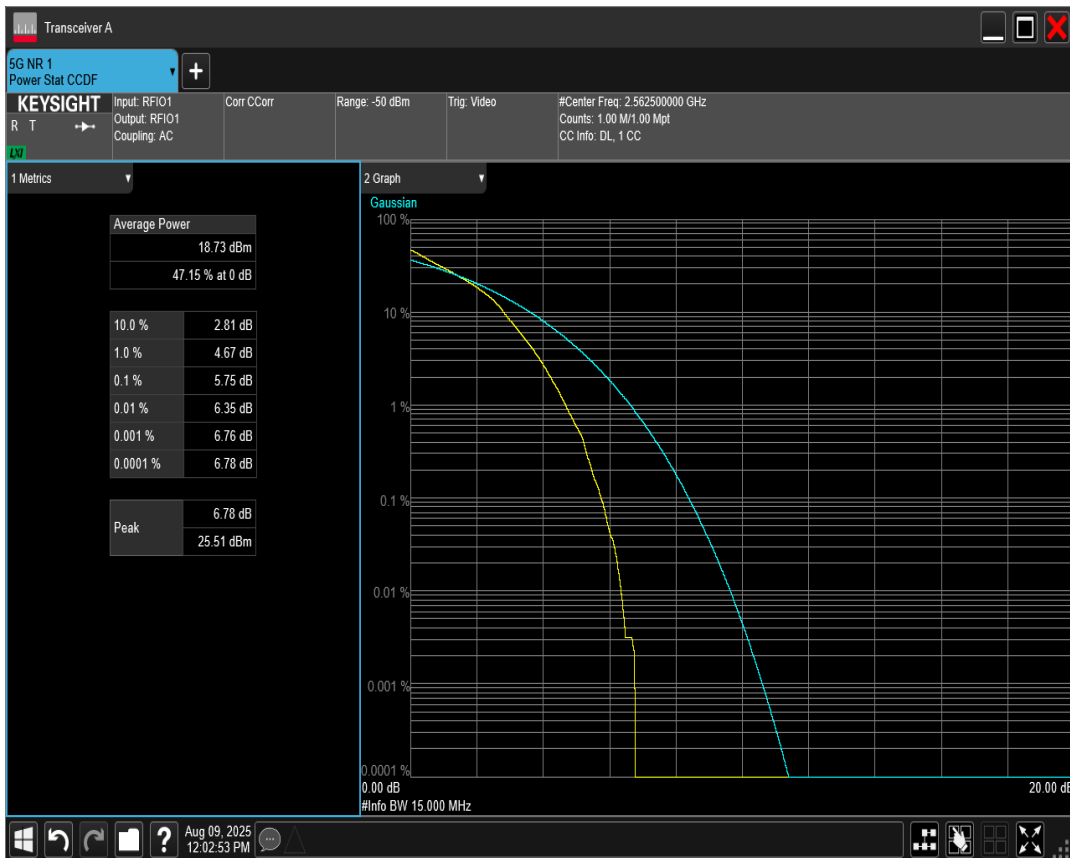 Transceiver A
5G NR 1
Power Stat CCDF
+
KEYSIGHT
R T
LXI
Input: RFIO1
Output: RFIO1
Coupling: AC
Corr CCorr
Range: -50 dBm
Trig: Video
#Center Freq: 2.562500000 GHz
Counts: 1.00 M/1.00 Mpt
CC Info: DL, 1 CC
1 Metrics
Average Power
18.73 dBm
47.15 % at 0 dB
10.0 % 2.81 dB
1.0 % 4.67 dB
0.1 % 5.75 dB
0.01 % 6.35 dB
0.001 % 6.76 dB
0.0001 % 6.78 dB
Peak 6.78 dB
25.51 dBm
2 Graph
Gaussian
100 %
10 %
1 %
0.1 %
0.01 %
0.001 %
0.0001 %
0.00 dB 20.00 dB
#Info BW 15.000 MHz
?
Aug 09, 2025
12:02:53 PM